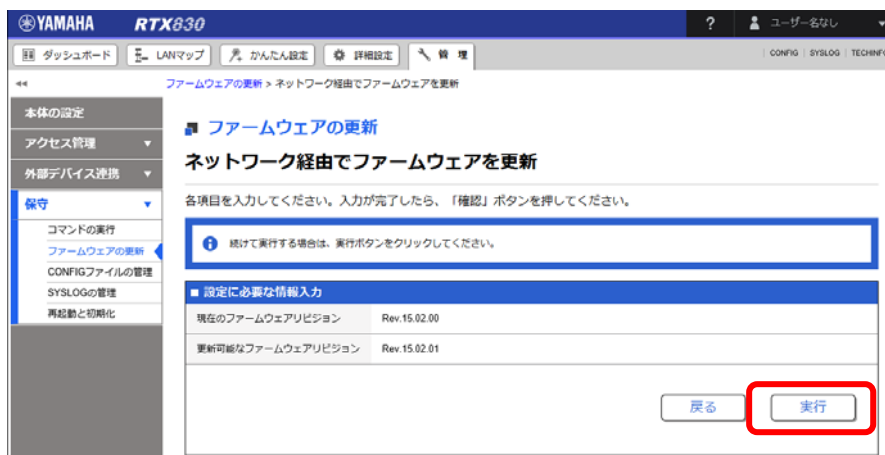 YAMAHA RTX830 ? ユーザーなし
ダッシュボード LANマップ かんたん設定 詳細設定 管理 CONFIG | SYSLOG | TECHINF
ファームウェアの更新 > ネットワーク経由でファームウェアを更新
本体の設定
アクセス管理
外部デバイス連携
保守
コマンドの実行
ファームウェアの更新
CONFIGファイルの管理
SYSLOGの管理
再起動と初期化
ファームウェアの更新
ネットワーク経由でファームウェアを更新
各項目を入力してください。入力が完了したら、「確認」ボタンを押してください。
続けて実行する場合は、実行ボタンをクリックしてください。
■ 設定に必要な情報入力
現在のファームウェアリビジョン Rev.15.02.00
更新可能なファームウェアリビジョン Rev.15.02.01
戻る 実行